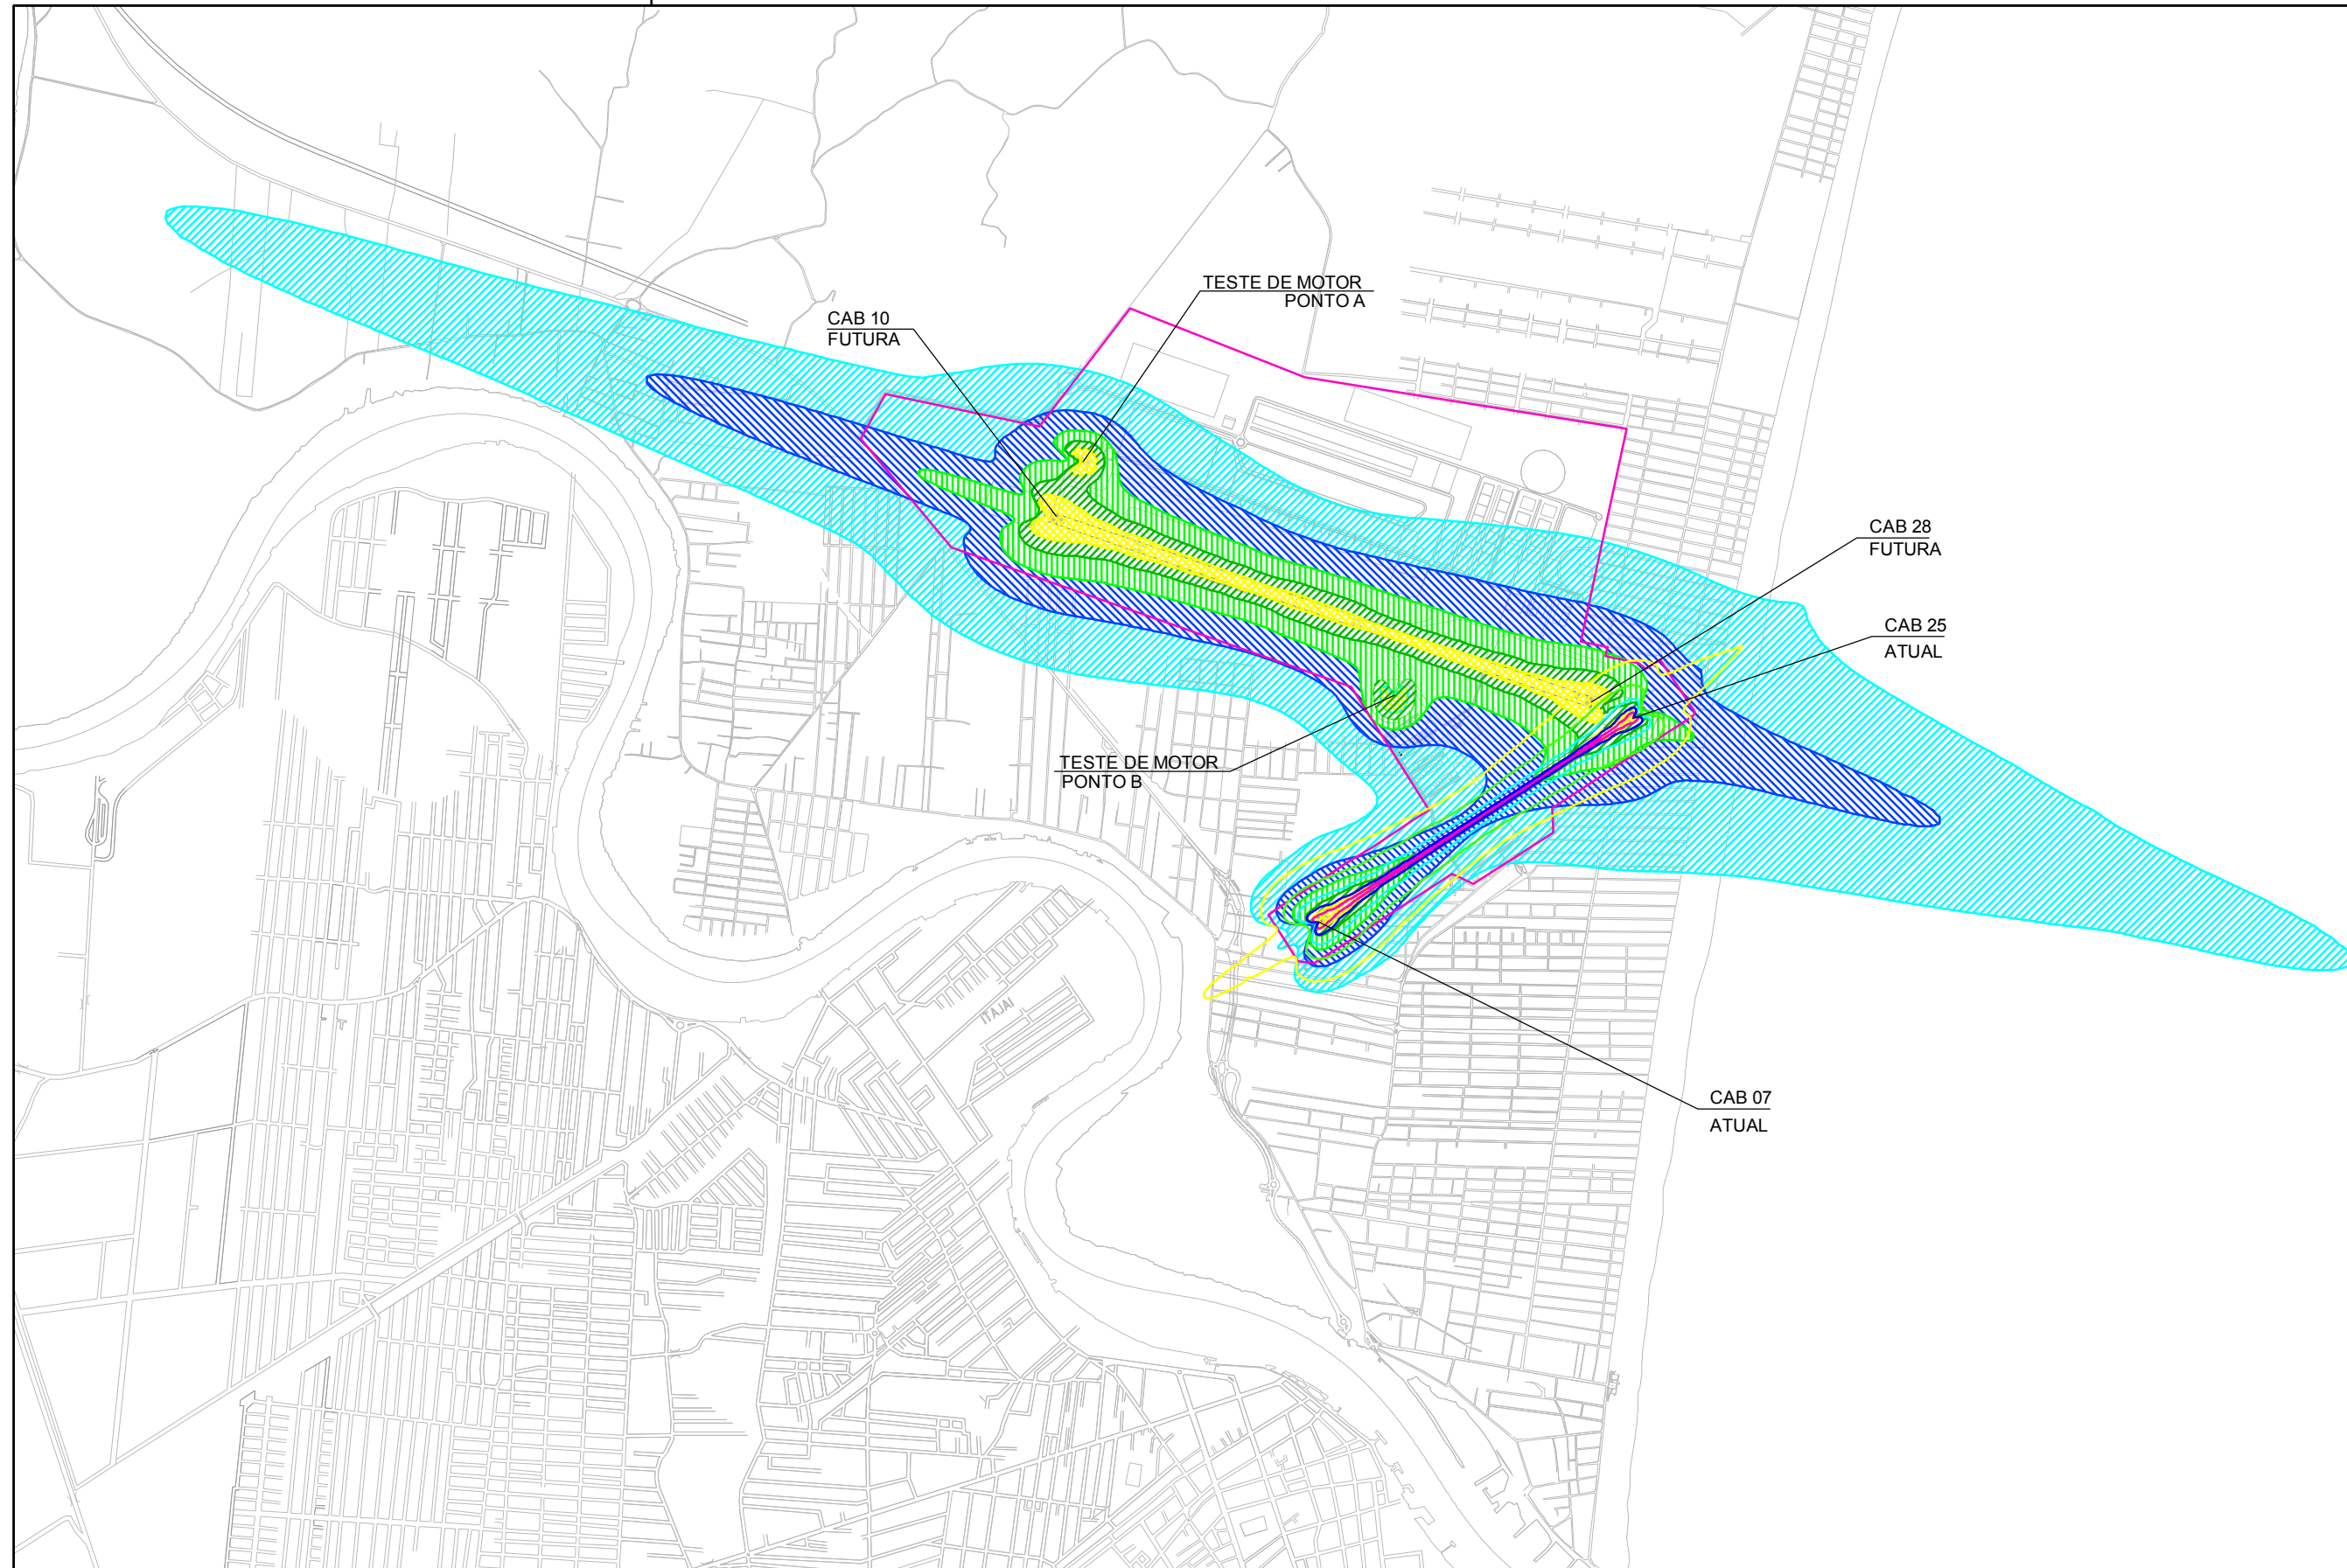 TESTE DE MOTOR
PONTO A
CAB 10
FUTURA
CAB 28
FUTURA
CAB 25
ATUAL
TESTE DE MOTOR
PONTO B
ITAJAI
CAB 07
ATUAL